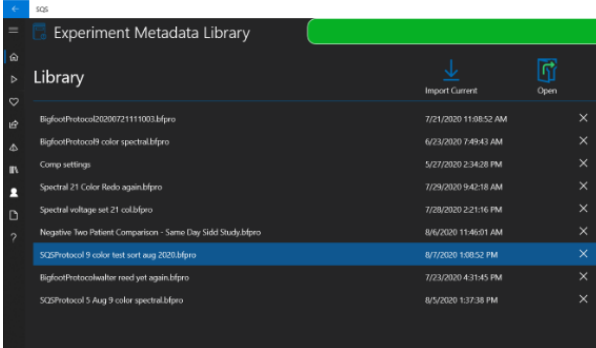 SQS
Experiment Metadata Library
Library
Import Current
Open
BigfootProtocol20200721111003.bfpro 7/21/2020 11:08:52 AM
BigfootProtocol9 color spectral.bfpro 6/23/2020 7:49:43 AM
Comp settings 5/27/2020 2:34:28 PM
Spectral 21 Color Redo again.bfpro 7/29/2020 9:42:18 AM
Spectral voltage set 21 col.bfpro 7/28/2020 2:21:16 PM
Negative Two Patient Comparison - Same Day Sidd Study.bfpro 8/6/2020 11:46:01 AM
SQSProtocol 9 color test sort aug 2020.bfpro 8/7/2020 1:08:52 PM
BigfootProtocolwalter reed yet again.bfpro 7/23/2020 4:31:45 PM
SQSProtocol 5 Aug 9 color spectral.bfpro 8/5/2020 1:37:38 PM